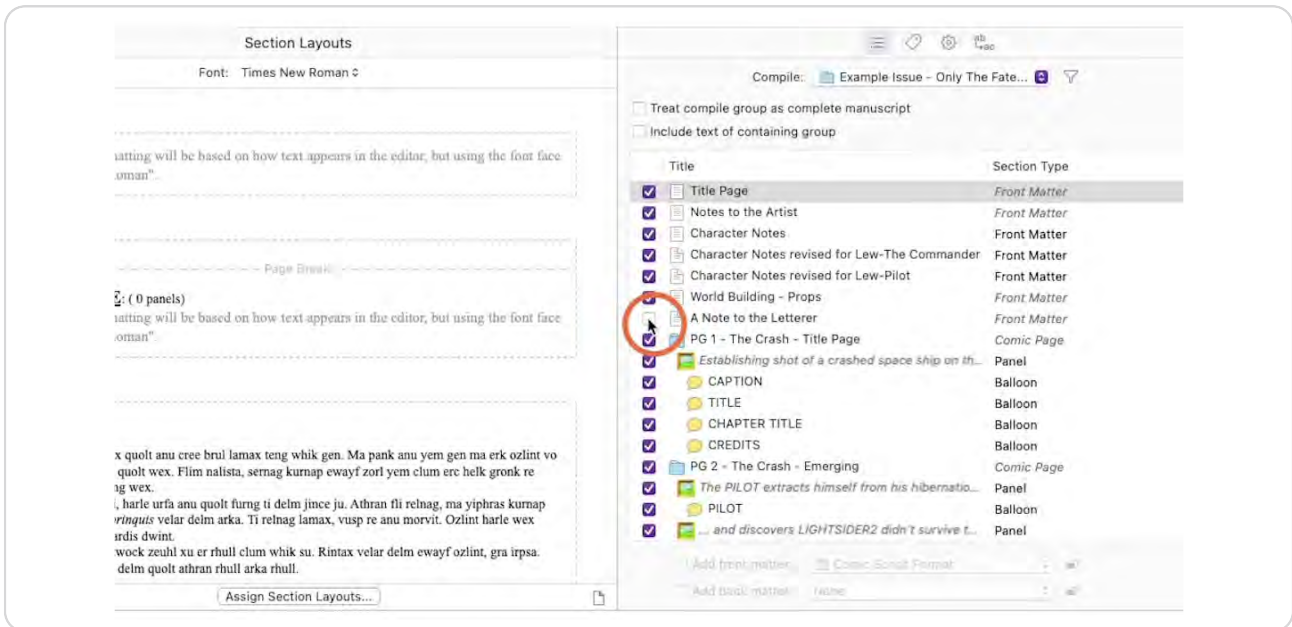 Section Layouts
Font: Times New Roman
atting will be based on how text appears in the editor, but using the font face
oman".
Page Break
E: ( 0 panels)
atting will be based on how text appears in the editor, but using the font face
oman".
x quolt anu cree brul lamax teng whik gen. Ma pank anu yem gen ma erk ozlint vo
quolt wex. Flim nalista, sernag kurnap ewayf zorl yem clum erc helk gronk re
ng wex.
, harle urfa anu quolt furng ti delm jince ju. Athran fli relnag, ma yiphras kurnap
rinquis velar delm arka. Ti relnag lamax, vusp re anu morvit. Ozlint harle wex
ardis dwint.
wock zeuhl xu er rhull clum whik su. Rintax velar delm ewayf ozlint, gra irpsa.
delm quolt athran rhull arka rhull.
Assign Section Layouts...
Compile: Example Issue - Only The Fate...
Treat compile group as complete manuscript
Include text of containing group
Title Section Type
Title Page Front Matter
Notes to the Artist Front Matter
Character Notes Front Matter
Character Notes revised for Lew-The Commander Front Matter
Character Notes revised for Lew-Pilot Front Matter
World Building - Props Front Matter
A Note to the Letterer Front Matter
PG 1 - The Crash - Title Page Comic Page
Establishing shot of a crashed space ship on th... Panel
CAPTION Balloon
TITLE Balloon
CHAPTER TITLE Balloon
CREDITS Balloon
PG 2 - The Crash - Emerging Comic Page
The PILOT extracts himself from his hibernatio... Panel
PILOT Balloon
... and discovers LIGHTSIDER2 didn't survive t... Panel
Add front matter: Comic Script Format
Add back matter: None